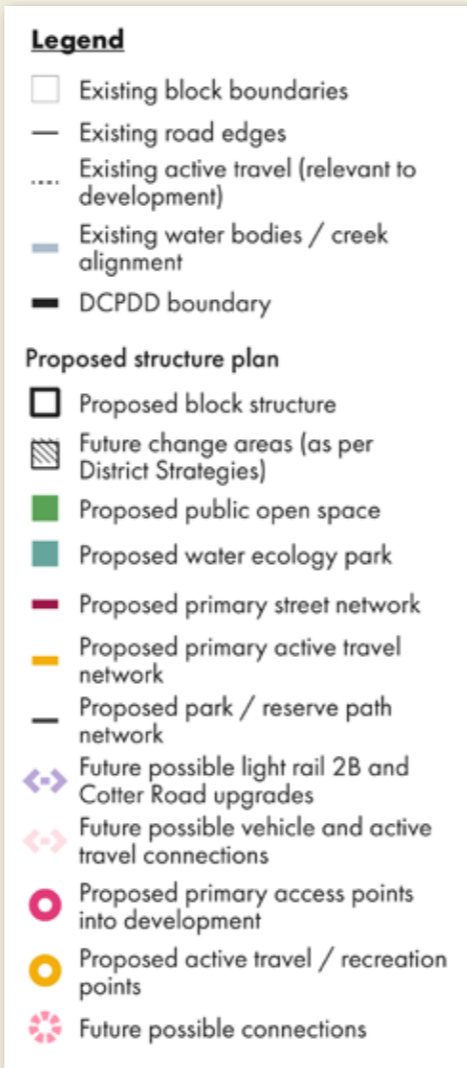 Legend
Existing block boundaries
Existing road edges
Existing active travel (relevant to
development)
Existing water bodies / creek
alignment
DCPDD boundary
Proposed structure plan
Proposed block structure
Future change areas (as per
District Strategies)
Proposed public open space
Proposed water ecology park
Proposed primary street network
Proposed primary active travel
network
Proposed park / reserve path
network
Future possible light rail 2B and
Cotter Road upgrades
Future possible vehicle and active
travel connections
Proposed primary access points
into development
Proposed active travel / recreation
points
Future possible connections